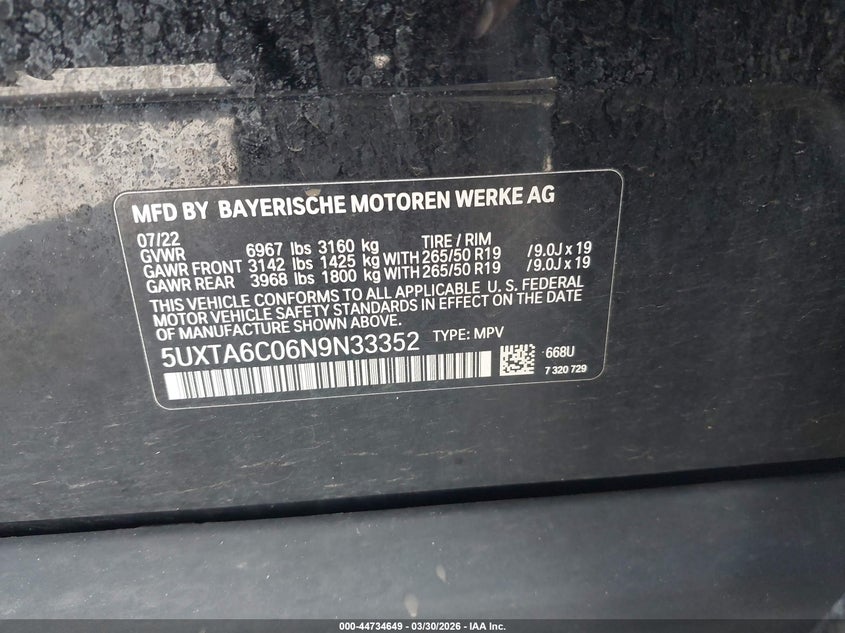 MFD BY BAYERISCHE MOTOREN WERKE AG
07/22 TIRE / RIM
GVWR 6967 lbs 3160 kg
GAWR FRONT 3142 lbs 1425 kg WITH 265/50 R19 /9.0J x 19
GAWR REAR 3968 lbs 1800 kg WITH 265/50 R19 /9.0J x 19
THIS VEHICLE CONFORMS TO ALL APPLICABLE U. S. FEDERAL
MOTOR VEHICLE SAFETY STANDARDS IN EFFECT ON THE DATE
OF MANUFACTURE SHOWN ABOVE.
5UXTA6C06N9N33352 TYPE: MPV
668U
7 320 729
000-44734649 - 03/30/2026 - IAA Inc.